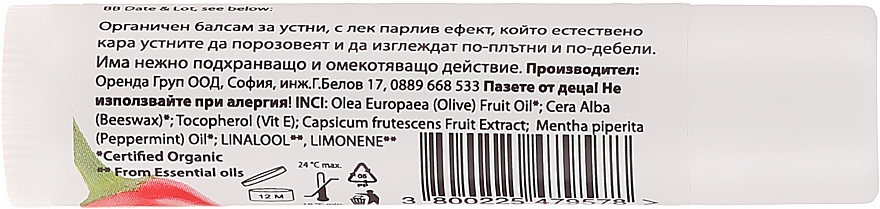 BB Date & Lot, see below:
Органичен балсам за устни, с лек парлив ефект, който естествено
кара устните да порозовеят и да изглеждат по-плътни и по-дебели.
Има нежно подхранващо и омекотяващо действие. Производител:
Оренда Груп ООД, София, инж.Г.Белов 17, 0889 668 533 Пазете от деца! Не
използвайте при алергия! INCI: Olea Europaea (Olive) Fruit Oil*; Cera Alba
(Beeswax)*; Tocopherol (Vit E); Capsicum frutescens Fruit Extract; Mentha piperita
(Peppermint) Oil*; LINALOOL**, LIMONENE**
*Certified Organic
** From Essential oils
24 °C max.
12 M
05
3 800225 479578 >